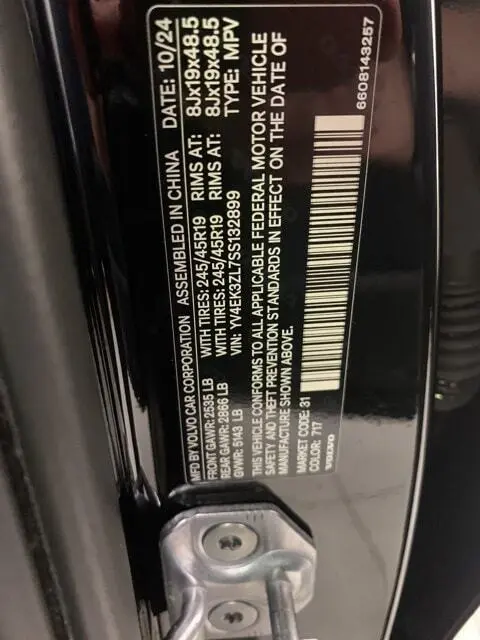 MFD BY VOLVO CAR CORPORATION ASSEMBLED IN CHINA DATE: 10/24
FRONT GAWR: 2535 LB WITH TIRES: 245/45R19 RIMS AT: 8Jx19x48.5
REAR GAWR: 2866 LB WITH TIRES: 245/45R19 RIMS AT: 8Jx19x48.5
GVWR: 5143 LB VIN: YV4EK3ZL7SS132899 TYPE: MPV
THIS VEHICLE CONFORMS TO ALL APPLICABLE FEDERAL MOTOR VEHICLE
SAFETY AND THEFT PREVENTION STANDARDS IN EFFECT ON THE DATE OF
MANUFACTURE SHOWN ABOVE.
MARKET CODE: 31
COLOR: 717
VOLVO
6608143257